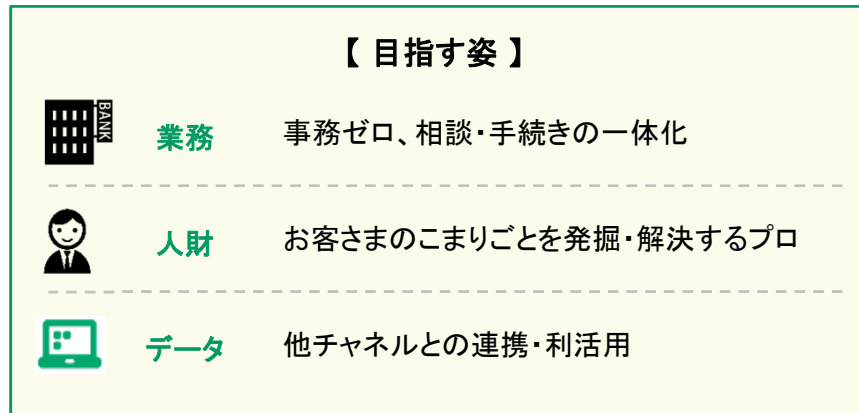 【 目指す姿 】
BANK
業務 事務ゼロ、相談・手続きの一体化
人財 お客さまのこまりごとを発掘・解決するプロ
データ 他チャネルとの連携・利活用